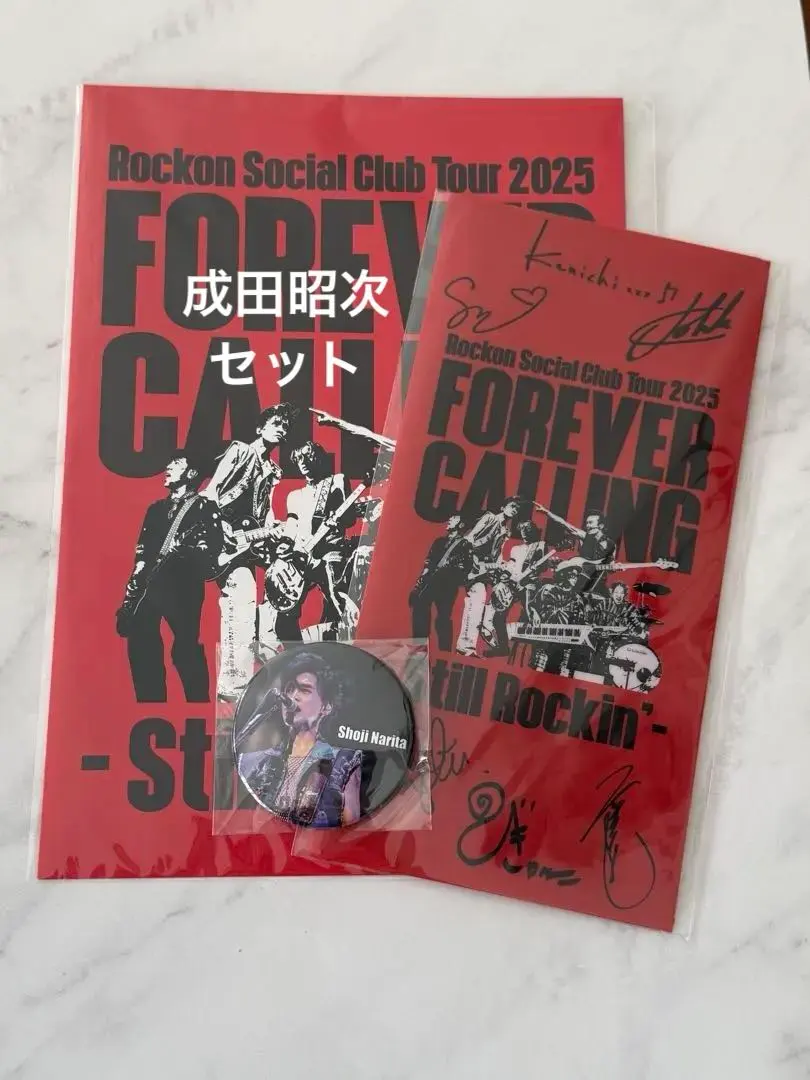 Rockon Social Club Tour 2025
FOREVER
CALL
- St
成田昭次
セット
Kenichi
Rockon Social Club Tour 2025
FOREVER
CALLING
till Rockin'-
Shoji Narita